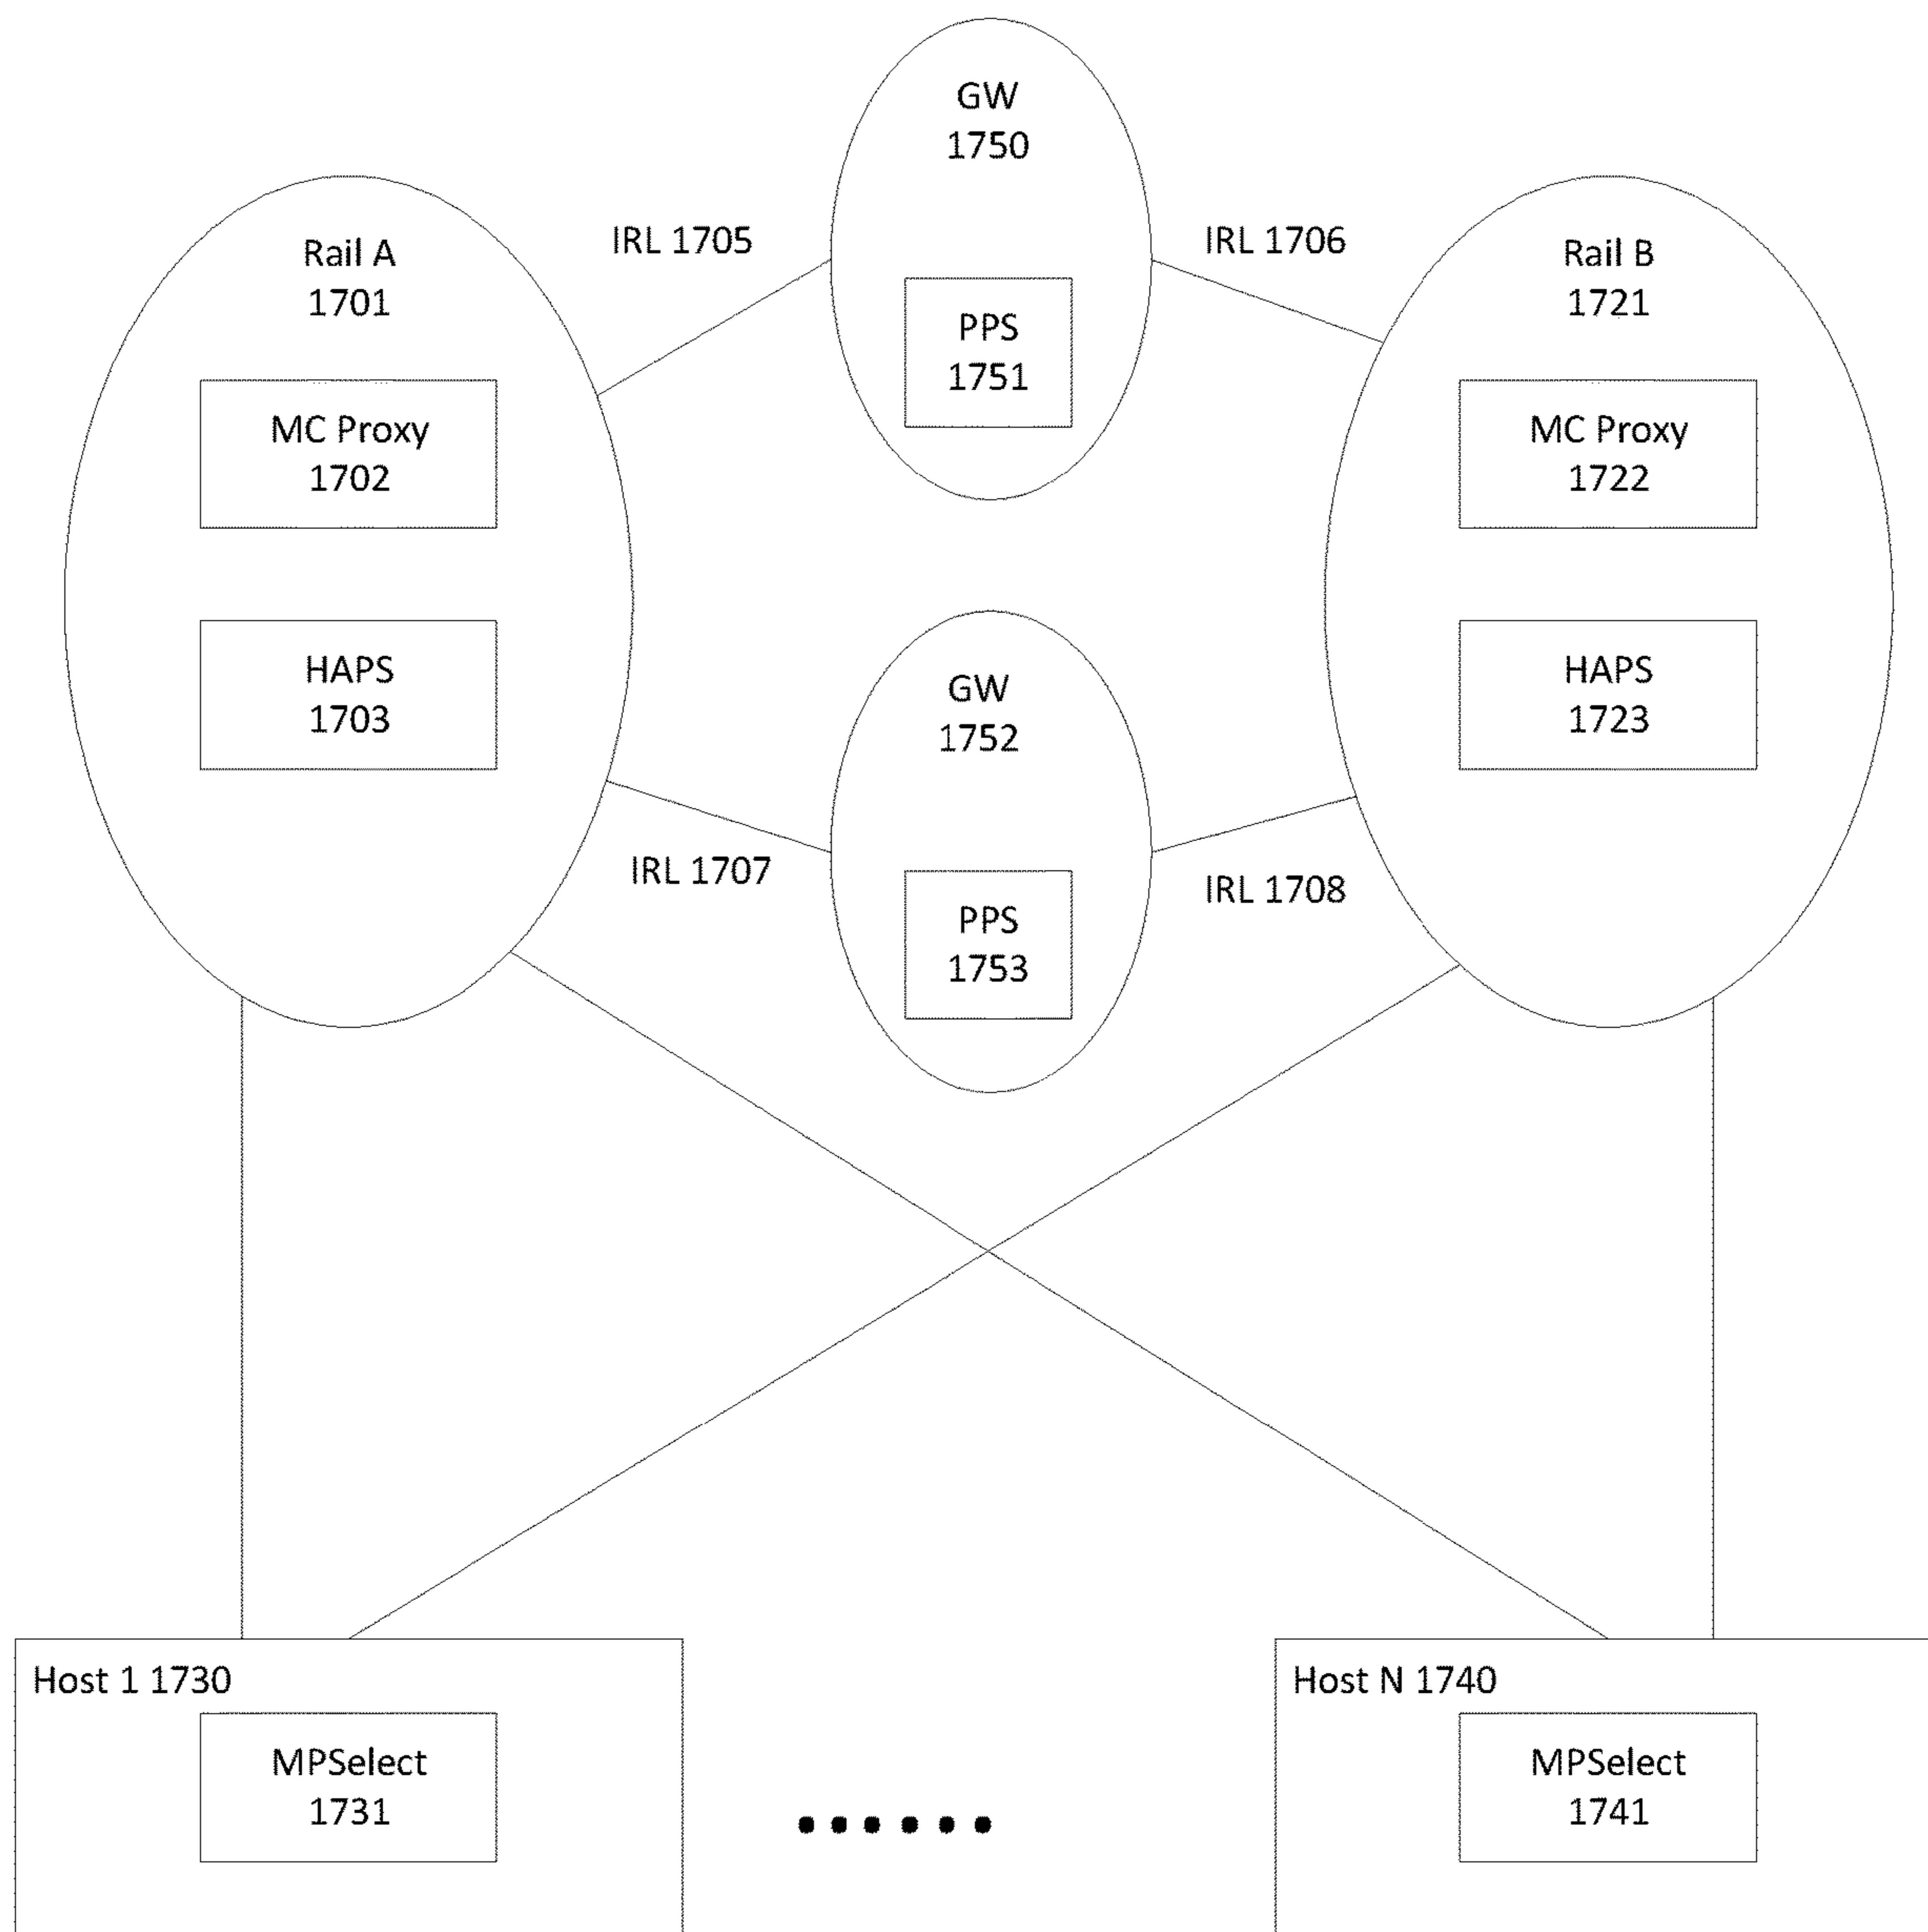 GW
1750
IRL 1705
IRL 1706
Rail A
1701
Rail B
1721
PPS
1751
MC Proxy
1702
MC Proxy
1722
HAPS
1703
GW
1752
HAPS
1723
IRL 1707
IRL 1708
PPS
1753
Host 1 1730
Host N 1740
MPSelect
1731
......
MPSelect
1741